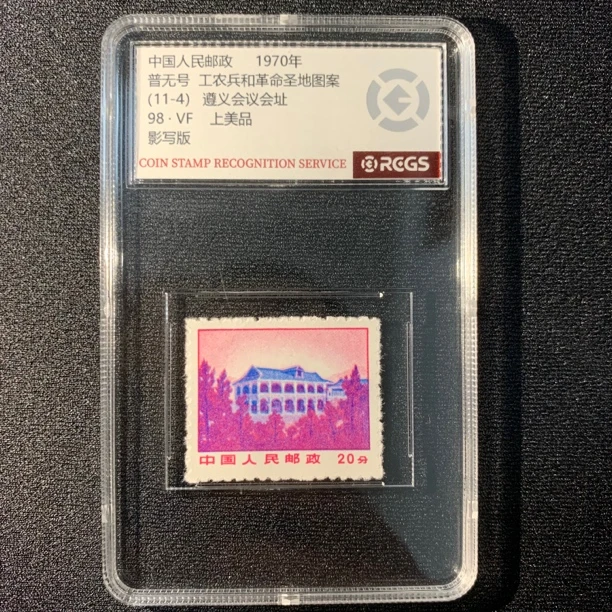 中国人民邮政 1970年
普无号 工农兵和革命圣地图案
(11-4) 遵义会议会址
98·VF 上美品
影写版
COIN STAMP RECOGNITION SERVICE RCGS
中国人民邮政 20分